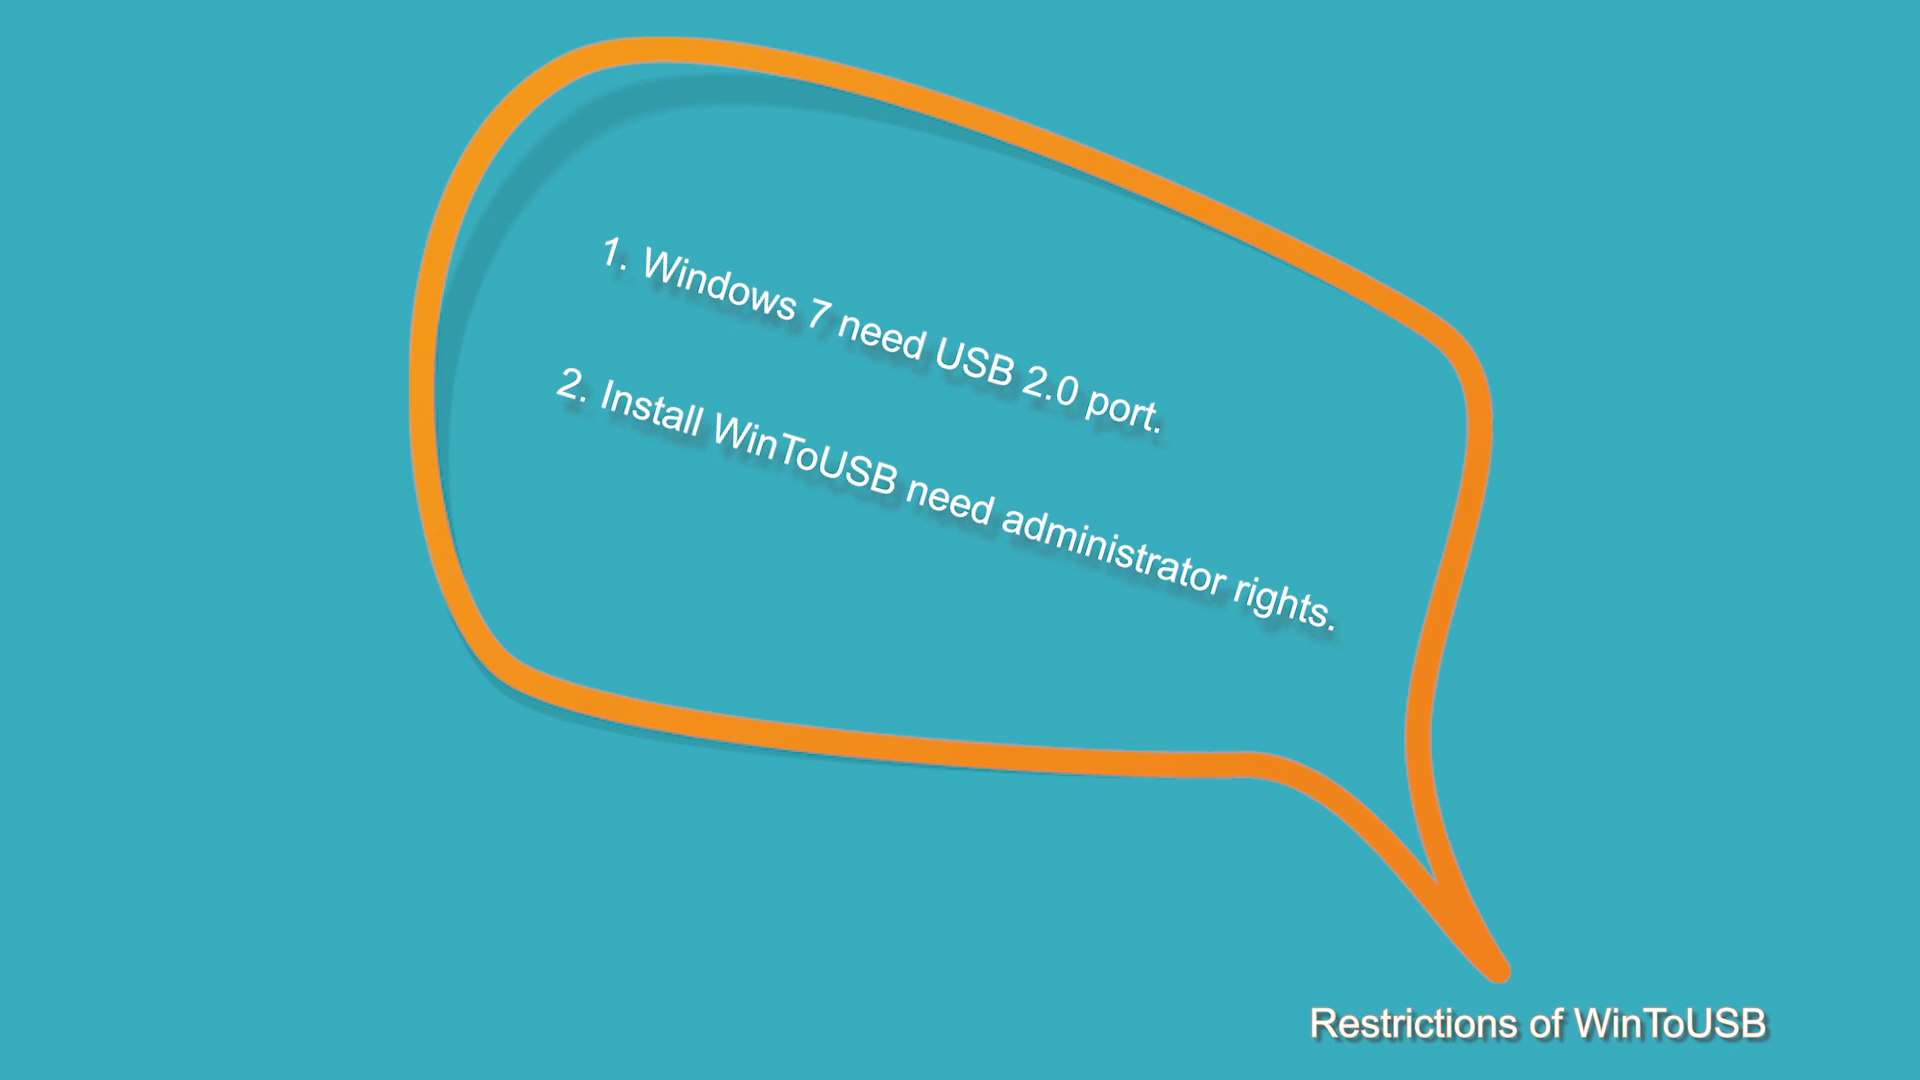 1. Windows 7 need USB 2.0 port.
2. Install WinToUSB need administrator rights.
Restrictions of WinToUSB